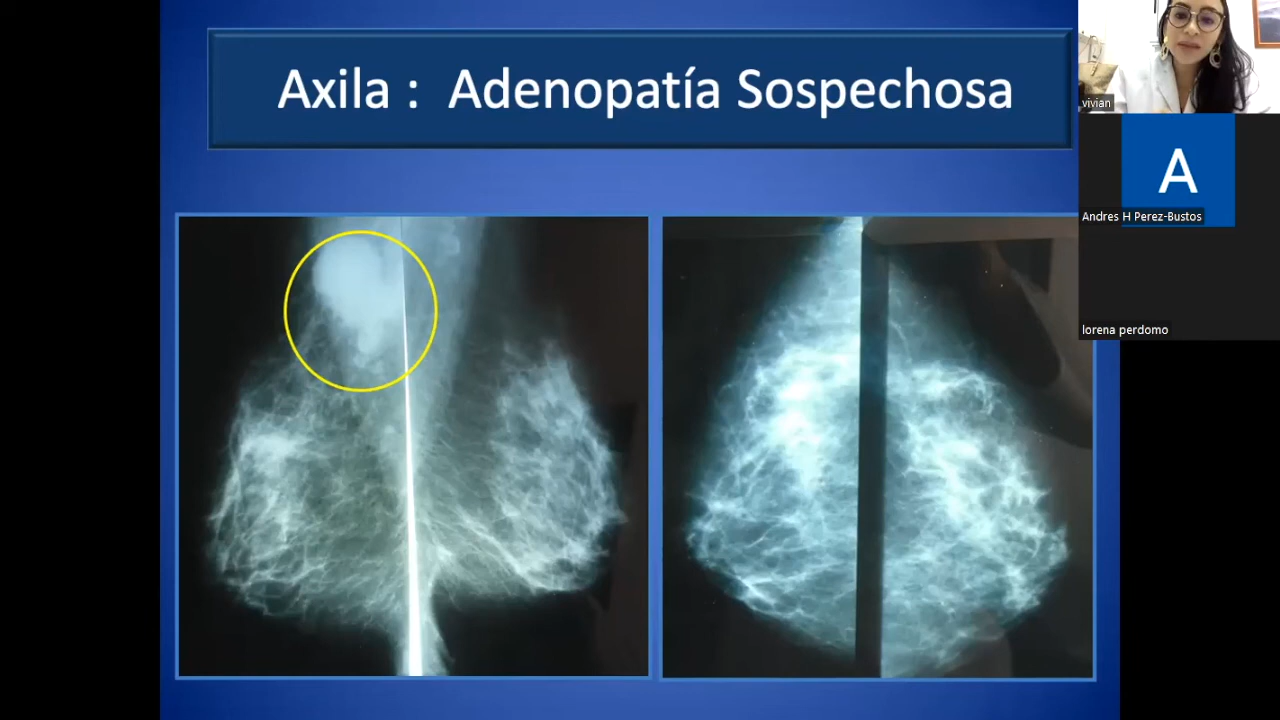 Axila :  Adenopatía Sospechosa
vivian
A
Andres H Perez-Bustos
lorena perdomo